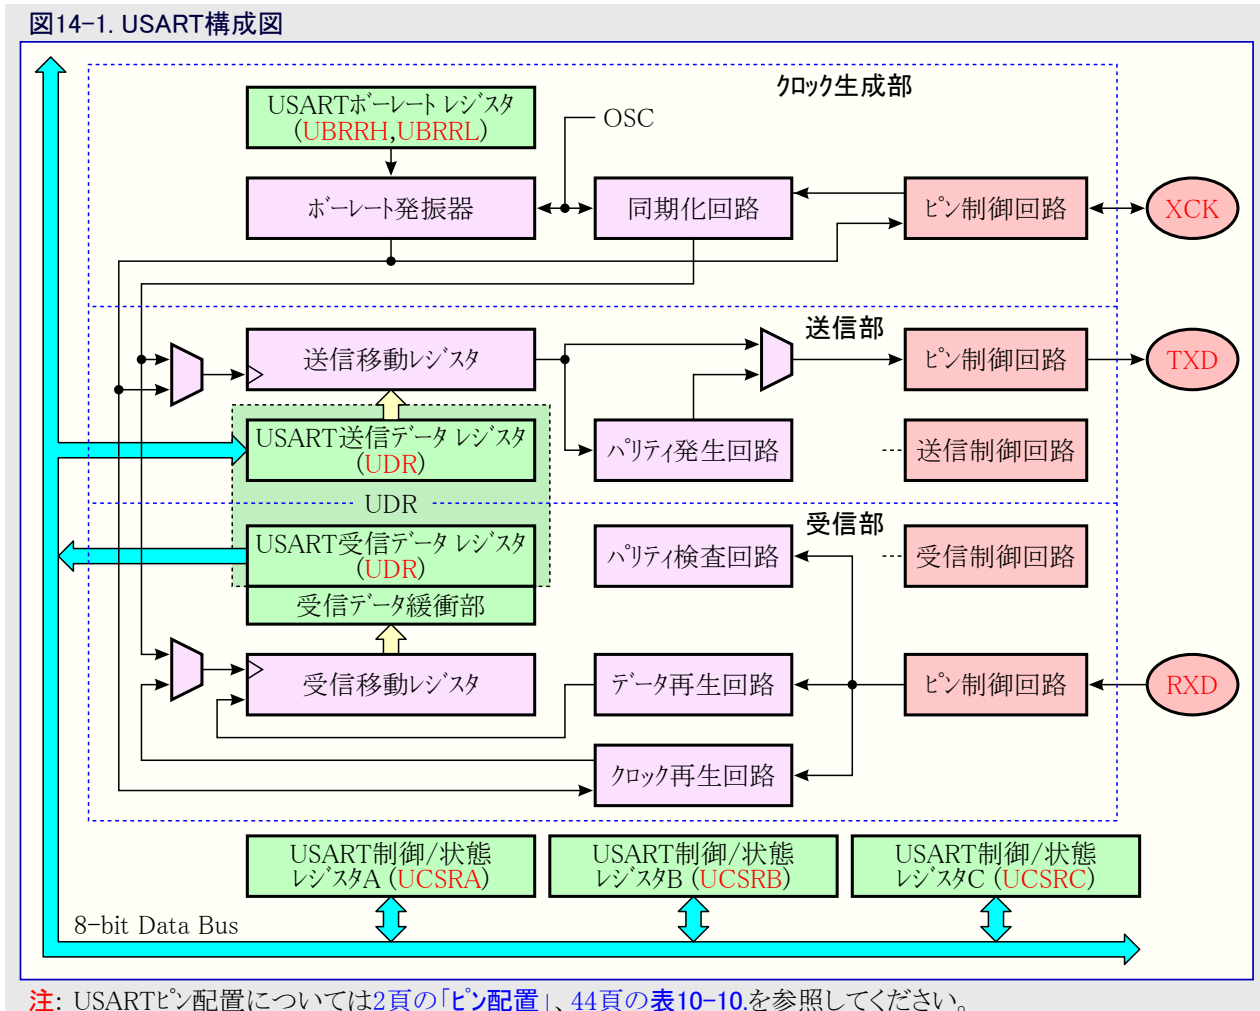 図14-1. USART構成図
クロック生成部
USARTボーレート レジスタ
(UBRRH,UBRRL)
OSC
ボーレート発振器
同期化回路
ピン制御回路
XCK
送信部
送信移動レジスタ
ピン制御回路
TXD
USART送信データ レジスタ
(UDR)
パリティ発生回路
送信制御回路
UDR
受信部
USART受信データ レジスタ
(UDR)
パリティ検査回路
受信制御回路
受信データ緩衝部
受信移動レジスタ
データ再生回路
ピン制御回路
RXD
クロック再生回路
USART制御/状態
レジスタA (UCSRA)
USART制御/状態
レジスタB (UCSRB)
USART制御/状態
レジスタC (UCSRC)
8-bit Data Bus
注: USARTピン配置については2頁の「ピン配置」、44頁の表10-10.を参照してください。